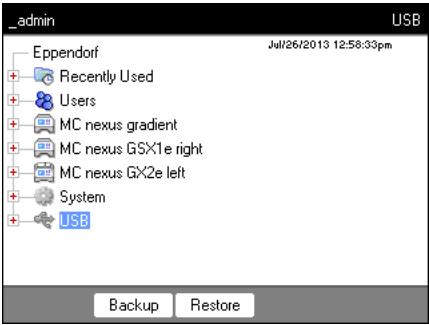 _admin USB
Jul/26/2013 12:58:33pm
Eppendorf
Recently Used
Users
MC nexus gradient
MC nexus GSX1e right
MC nexus GX2e left
System
USB
Backup Restore